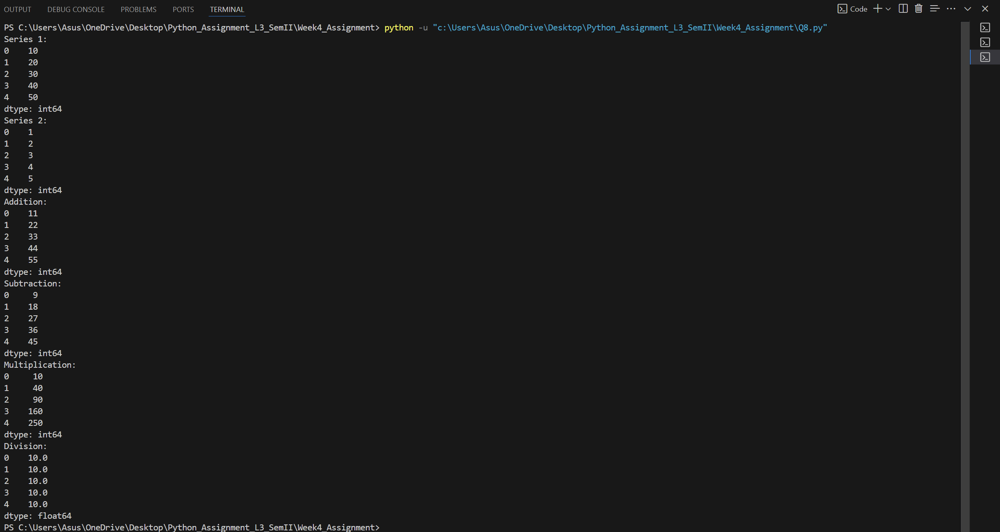 OUTPUT DEBUG CONSOLE PROBLEMS PORTS TERMINAL Code
PS C:\Users\Asus\OneDrive\Desktop\Python_Assignment_L3_SemII\Week4_Assignment> python -u "c:\Users\Asus\OneDrive\Desktop\Python_Assignment_L3_SemII\Week4_Assignment\Q8.py"
Series 1:
0    10
1    20
2    30
3    40
4    50
dtype: int64
Series 2:
0    1
1    2
2    3
3    4
4    5
dtype: int64
Addition:
0    11
1    22
2    33
3    44
4    55
dtype: int64
Subtraction:
0     9
1    18
2    27
3    36
4    45
dtype: int64
Multiplication:
0     10
1     40
2     90
3    160
4    250
dtype: int64
Division:
0    10.0
1    10.0
2    10.0
3    10.0
4    10.0
dtype: float64
PS C:\Users\Asus\OneDrive\Desktop\Python_Assignment_L3_SemII\Week4_Assignment>